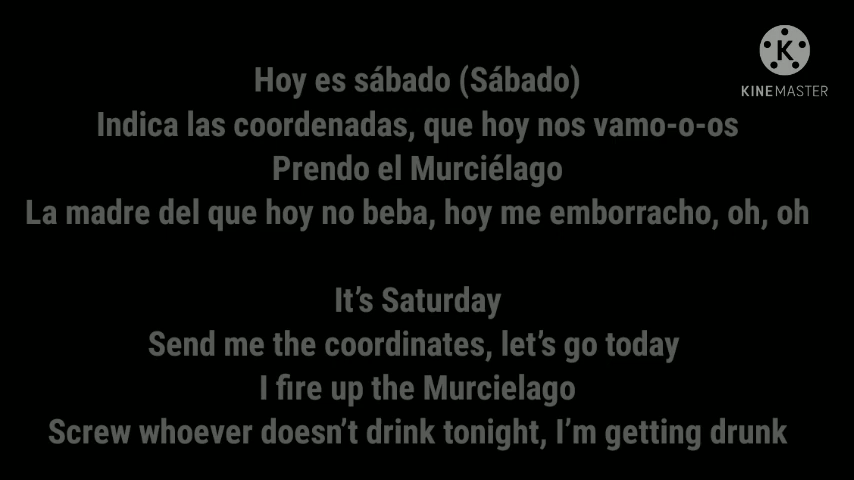 Hoy es sábado (Sábado)
Indica las coordenadas, que hoy nos vamo-o-os
Prendo el Murciélago
La madre del que hoy no beba, hoy me emborracho, oh, oh
It's Saturday
Send me the coordinates, let's go today
I fire up the Murcielago
Screw whoever doesn't drink tonight, I'm getting drunk
K
KINEMASTER